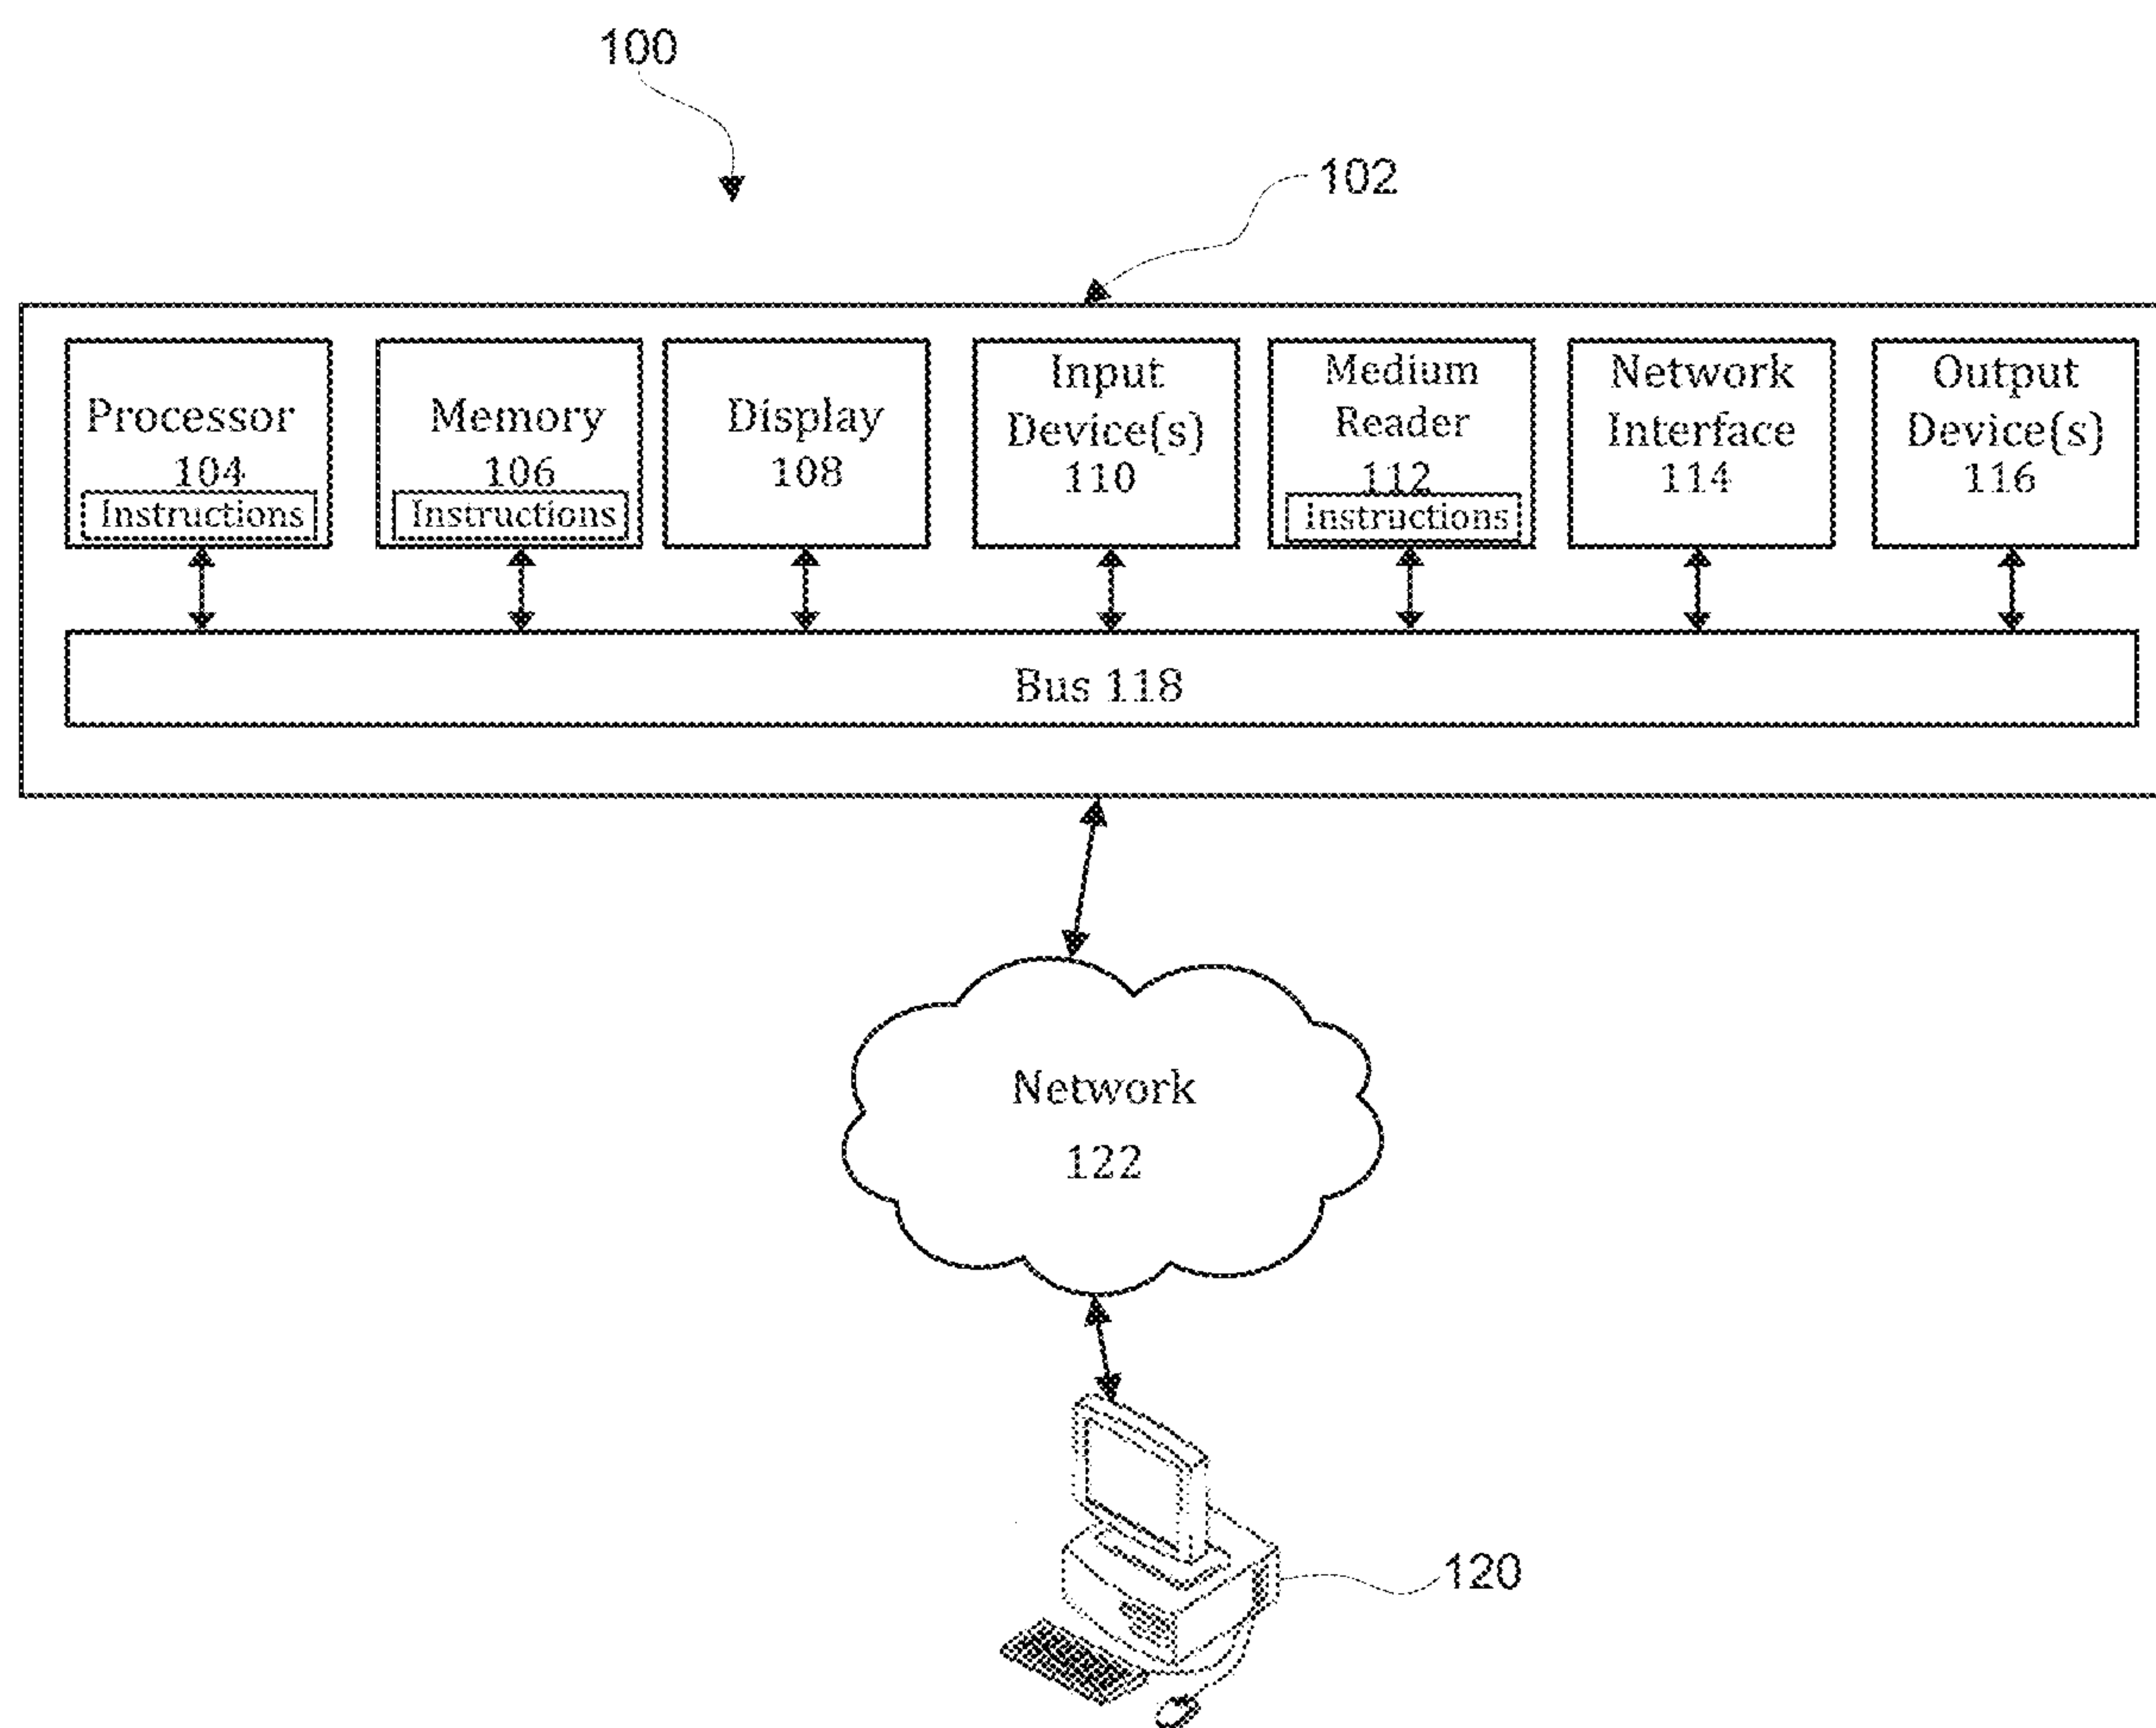 100
102
Processor
104
Instructions
Memory
106
Instructions
Display
108
Input
Device(s)
110
Medium
Reader
112
Instructions
Network
Interface
114
Output
Device(s)
116
Bus 118
Network
122
120